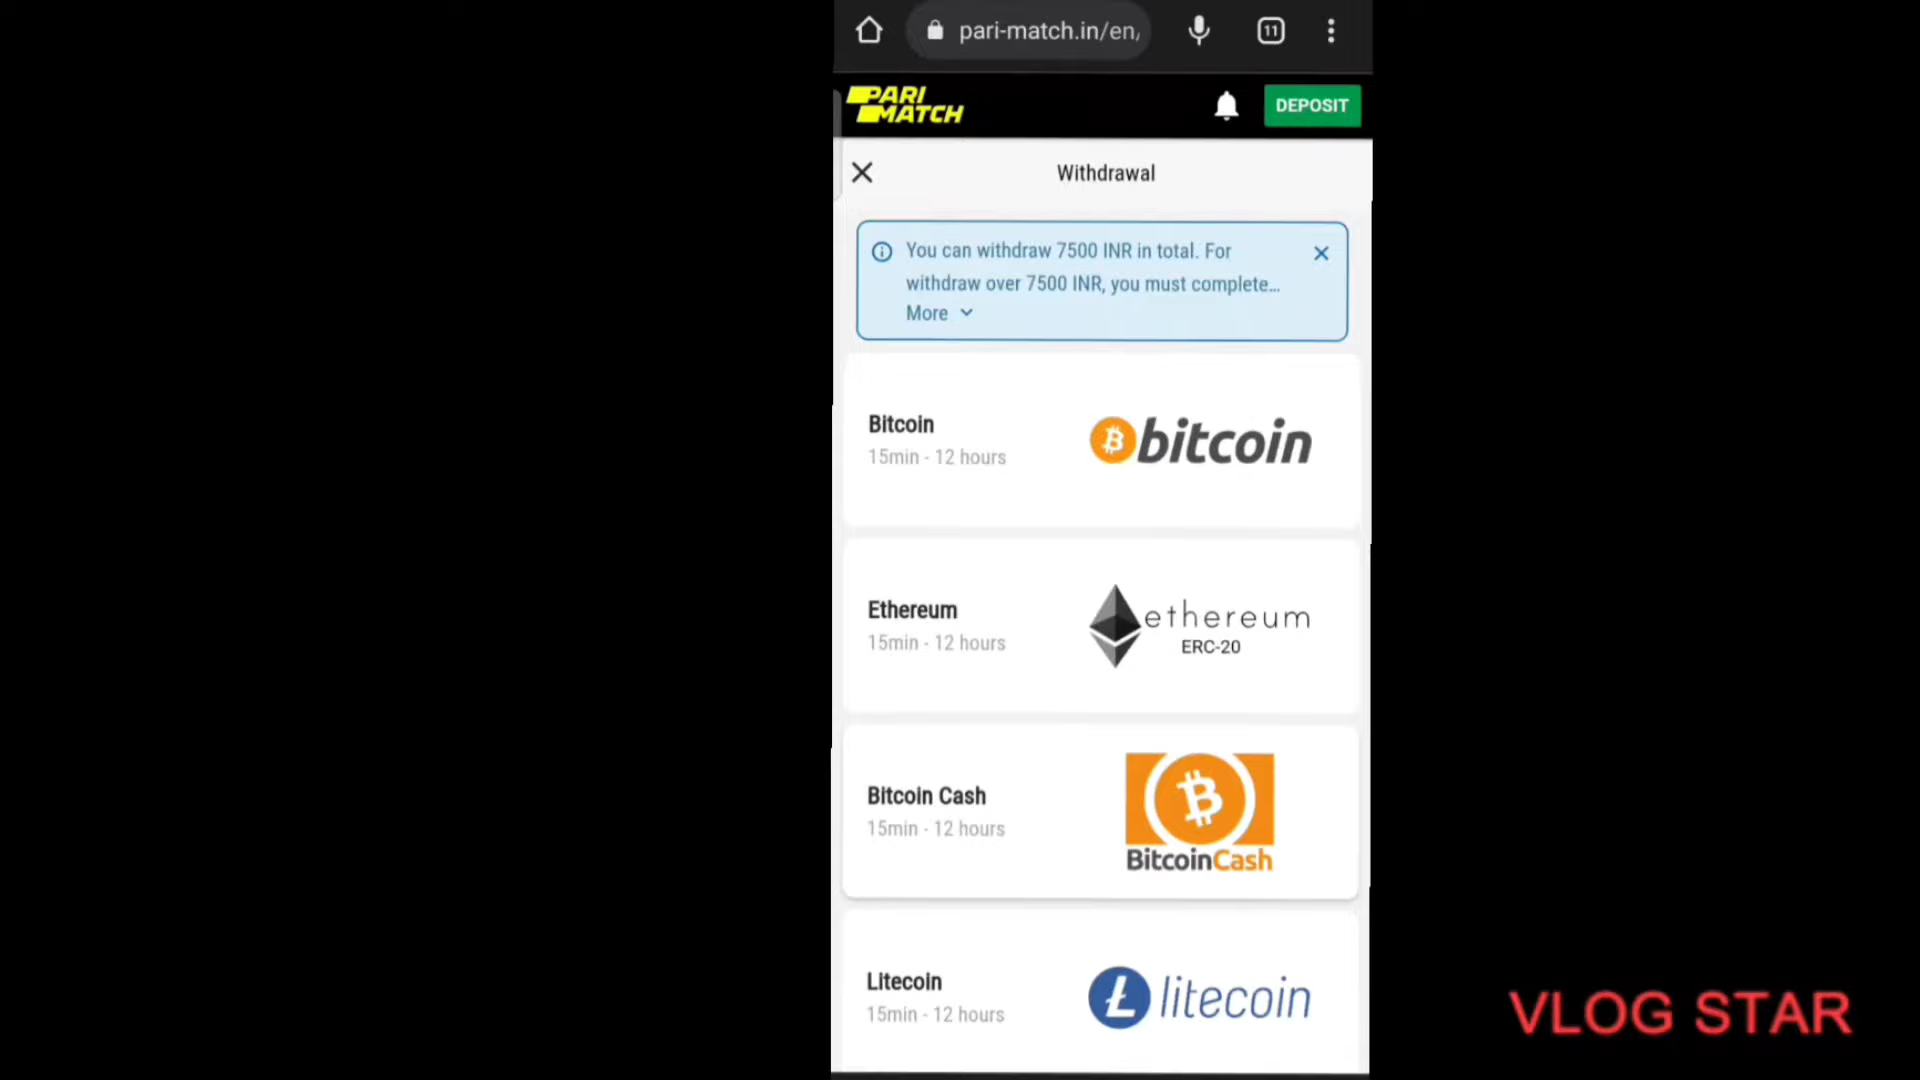 pari-match.in/en,
11
PARI
MATCH
DEPOSIT
Withdrawal
You can withdraw 7500 INR in total. For
withdraw over 7500 INR, you must complete...
More
Bitcoin
15min - 12 hours
bitcoin
Ethereum
15min - 12 hours
ethereum
ERC-20
Bitcoin Cash
15min - 12 hours
BitcoinCash
Litecoin
15min - 12 hours
litecoin
VLOG STAR